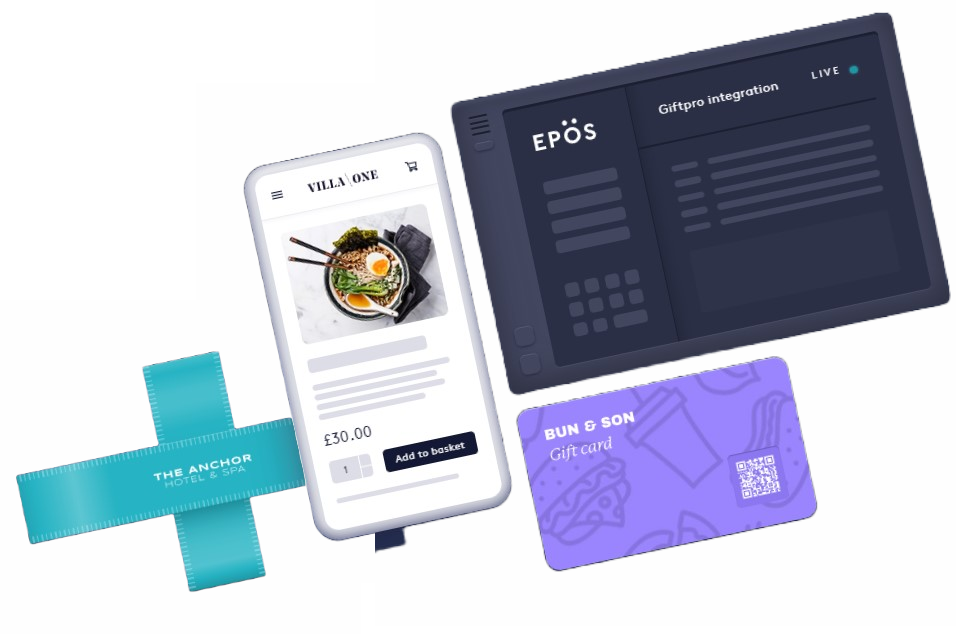 EPÖS
Giftpro integration
LIVE
VILLA ONE
£30.00
1
Add to basket
THE ANCHOR
HOTEL & SPA
BUN & SON
Gift card